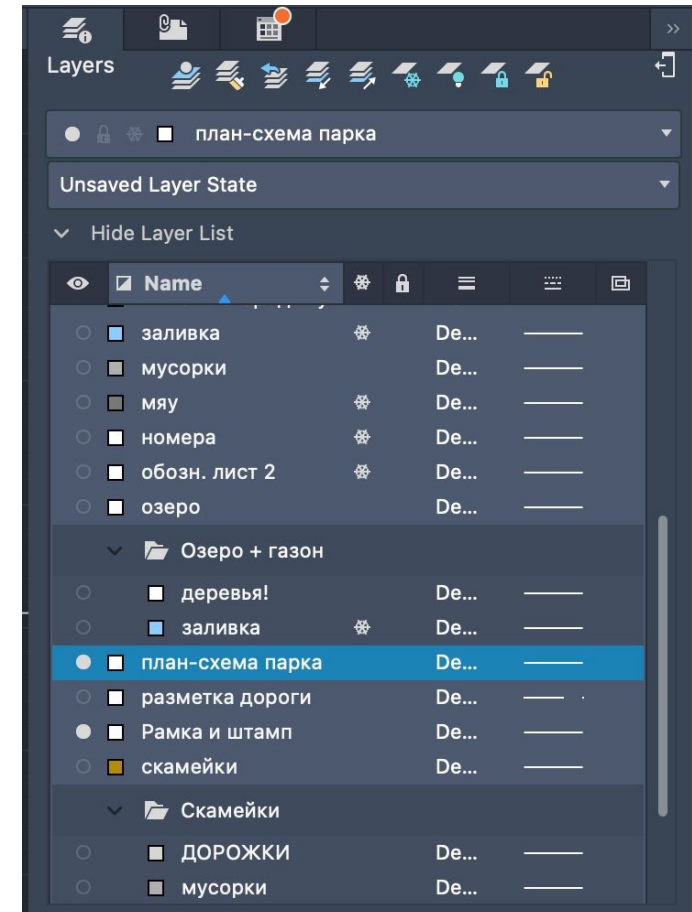 Layers
план-схема парка
Unsaved Layer State
Hide Layer List
Name
заливка De...
мусорки De...
мяу De...
номера De...
обозн. лист 2 De...
озеро De...
Озеро + газон
деревья! De...
заливка De...
план-схема парка De...
разметка дороги De...
Рамка и штамп De...
скамейки De...
Скамейки
ДОРОЖКИ De...
мусорки De...